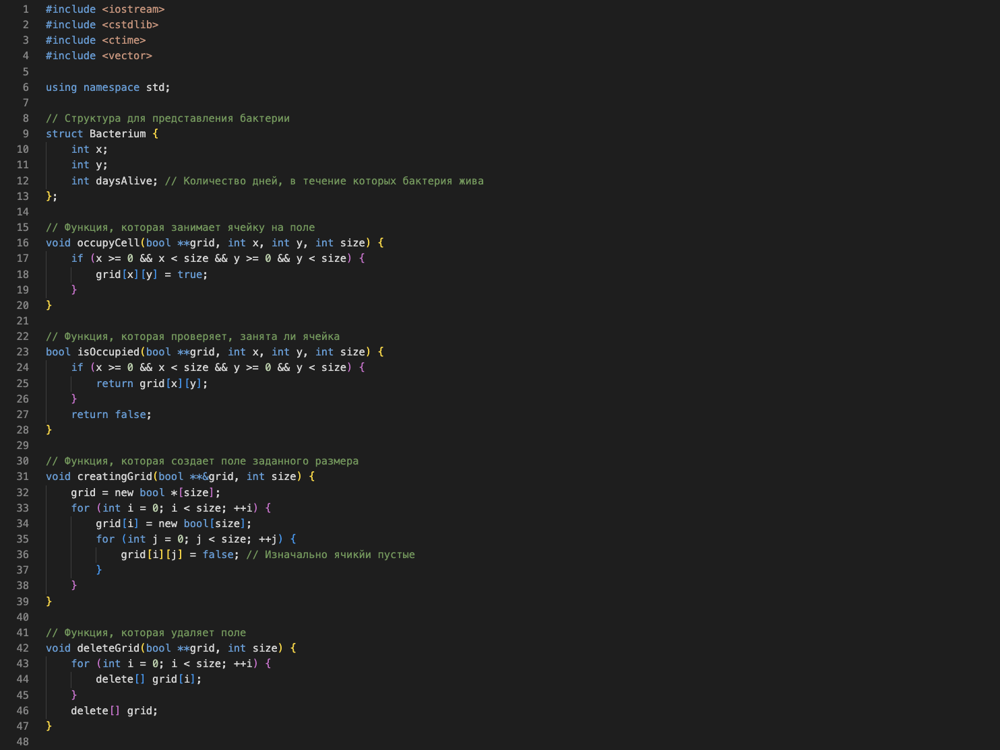 1 #include <iostream>
2 #include <cstdlib>
3 #include <ctime>
4 #include <vector>
5
6 using namespace std;
7
8 // Структура для представления бактерии
9 struct Bacterium {
10     int x;
11     int y;
12     int daysAlive; // Количество дней, в течение которых бактерия жива
13 };
14
15 // Функция, которая занимает ячейку на поле
16 void occupyCell(bool **grid, int x, int y, int size) {
17     if (x >= 0 && x < size && y >= 0 && y < size) {
18         grid[x][y] = true;
19     }
20 }
21
22 // Функция, которая проверяет, занята ли ячейка
23 bool isOccupied(bool **grid, int x, int y, int size) {
24     if (x >= 0 && x < size && y >= 0 && y < size) {
25         return grid[x][y];
26     }
27     return false;
28 }
29
30 // Функция, которая создает поле заданного размера
31 void creatingGrid(bool **&grid, int size) {
32     grid = new bool *[size];
33     for (int i = 0; i < size; ++i) {
34         grid[i] = new bool[size];
35         for (int j = 0; j < size; ++j) {
36             grid[i][j] = false; // Изначально ячикйи пустые
37         }
38     }
39 }
40
41 // Функция, которая удаляет поле
42 void deleteGrid(bool **grid, int size) {
43     for (int i = 0; i < size; ++i) {
44         delete[] grid[i];
45     }
46     delete[] grid;
47 }
48